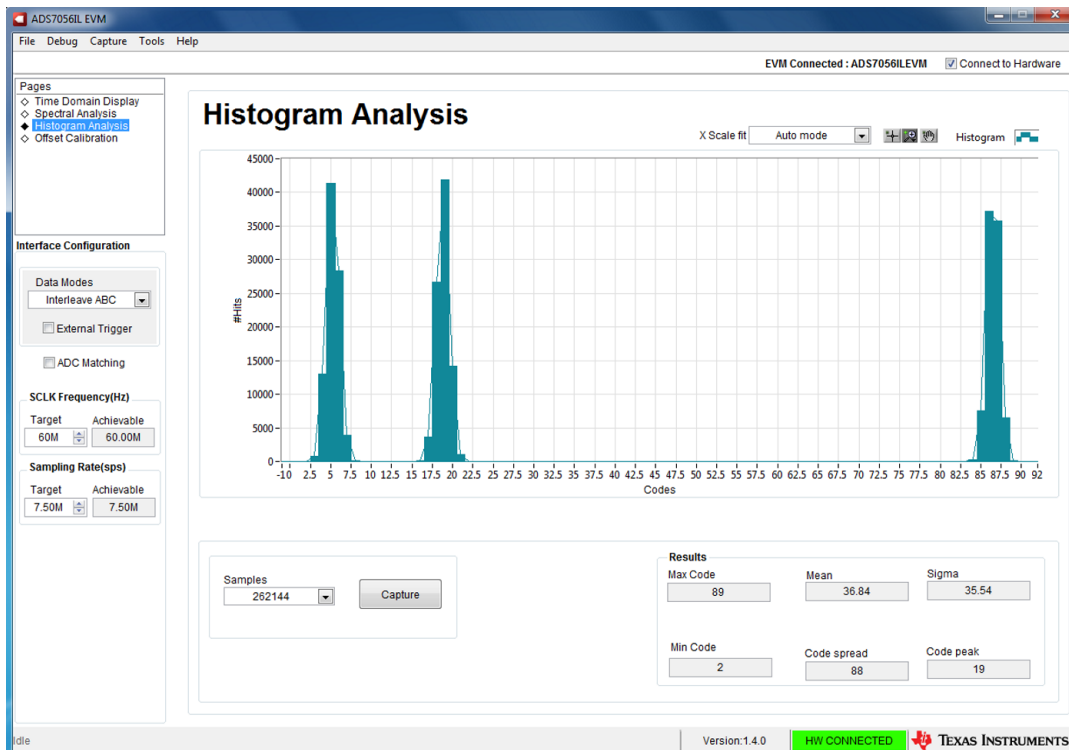 ADS7056IL EVM
File Debug Capture Tools Help
EVM Connected : ADS7056ILEVM Connect to Hardware
Pages
Time Domain Display
Spectral Analysis
Histogram Analysis
Offset Calibration
Interface Configuration
Data Modes
Interleave ABC
External Trigger
ADC Matching
SCLK Frequency(Hz)
Target Achievable
60M 60.00M
Sampling Rate(sps)
Target Achievable
7.50M 7.50M
Histogram Analysis
X Scale fit Auto mode Histogram
45000
40000
35000
30000
25000
20000
15000
10000
5000
0
#Hits
-10 2.5 5 7.5 10 12.5 15 17.5 20 22.5 25 27.5 30 32.5 35 37.5 40 42.5 45 47.5 50 52.5 55 57.5 60 62.5 65 67.5 70 72.5 75 77.5 80 82.5 85 87.5 90 92
Codes
Samples
262144
Capture
Results
Max Code Mean Sigma
89 36.84 35.54
Min Code Code spread Code peak
2 88 19
Idle Version:1.4.0 HW CONNECTED TEXAS INSTRUMENTS